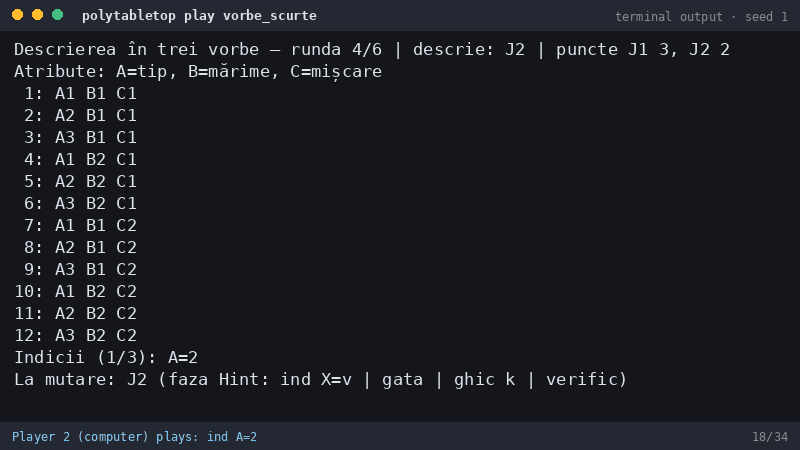 polytabletop play vorbe_scurte
terminal output · seed 1
Descrierea în trei vorbe — runda 4/6 | descrie: J2 | puncte J1 3, J2 2
Atribute: A=tip, B=mărime, C=mișcare
1: A1 B1 C1
2: A2 B1 C1
3: A3 B1 C1
4: A1 B2 C1
5: A2 B2 C1
6: A3 B2 C1
7: A1 B1 C2
8: A2 B1 C2
9: A3 B1 C2
10: A1 B2 C2
11: A2 B2 C2
12: A3 B2 C2
Indicii (1/3): A=2
La mutare: J2 (faza Hint: ind X=v | gata | ghic k | verific)
Player 2 (computer) plays: ind A=2
18/34